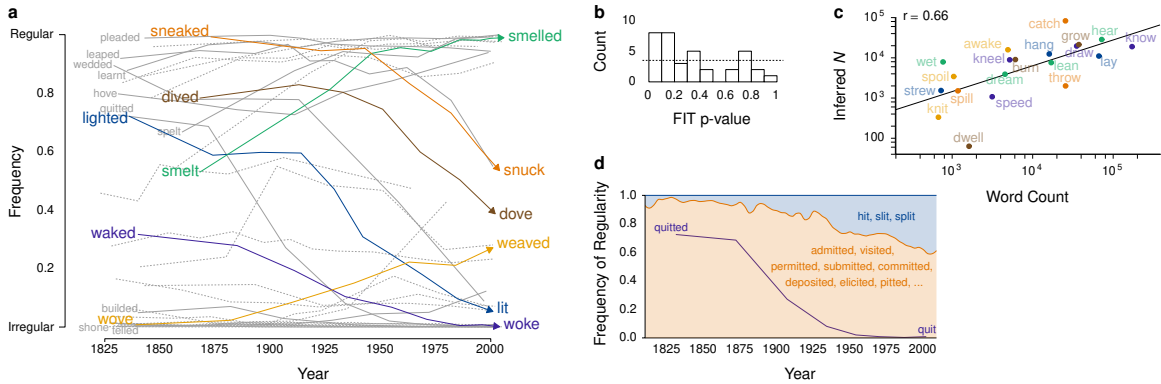 a
Regular
Irregular
0.8
0.6
0.4
0.2
Frequency
1825
1850
1875
1900
1925
1950
1975
2000
Year
pleaded
sneaked
leaped
wedded
learnt
hove
dived
quitted
lighted
spelt
smelt
waked
builded
wove
shone
telled
smelled
snuck
dove
weaved
lit
woke
b
Count
10
5
0
0
0.2
0.4
0.6
0.8
1
FIT p-value
c
r = 0.66
Inferred N
10⁵
10⁴
10³
100
10³
10⁴
10⁵
Word Count
catch
grow
hear
know
hang
draw
awake
kneel
burn
lay
wet
lean
dream
throw
spoil
strew
spill
speed
knit
dwell
d
Frequency of Regularity
1.0
0.8
0.6
0.4
0.2
0.0
1825
1850
1875
1900
1925
1950
1975
2000
Year
hit, slit, split
quitted
admitted, visited,
permitted, submitted, committed,
deposited, elicited, pitted, ...
quit